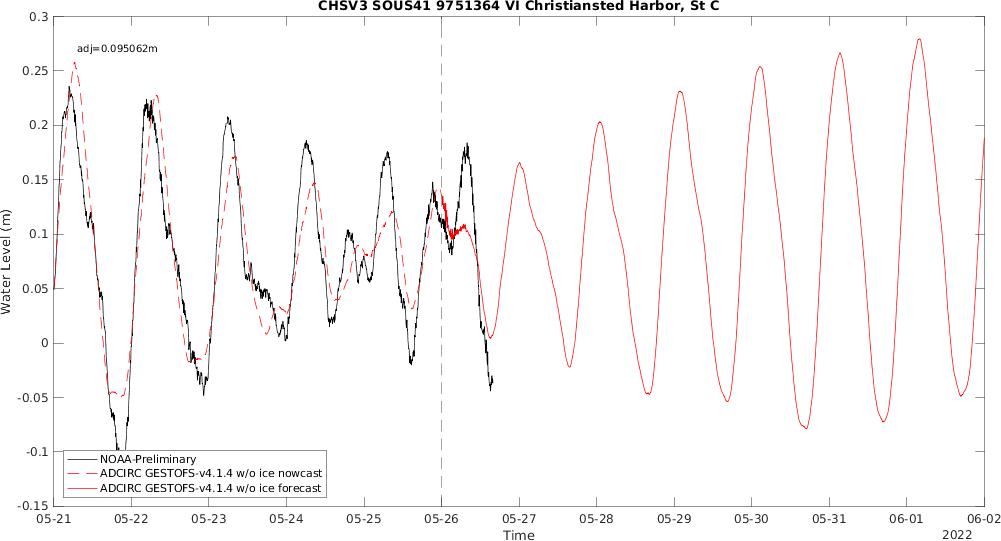 CHSV3 SOUS41 9751364 VI Christiansted Harbor, St C
adj=0.095062m
0.3
0.25
0.2
0.15
0.1
0.05
0
-0.05
-0.1
-0.15
Water Level (m)
NOAA-Preliminary
ADCIRC GESTOFS-v4.1.4 w/o ice nowcast
ADCIRC GESTOFS-v4.1.4 w/o ice forecast
05-21 05-22 05-23 05-24 05-25 05-26 05-27 05-28 05-29 05-30 05-31 06-01 06-02
Time
2022